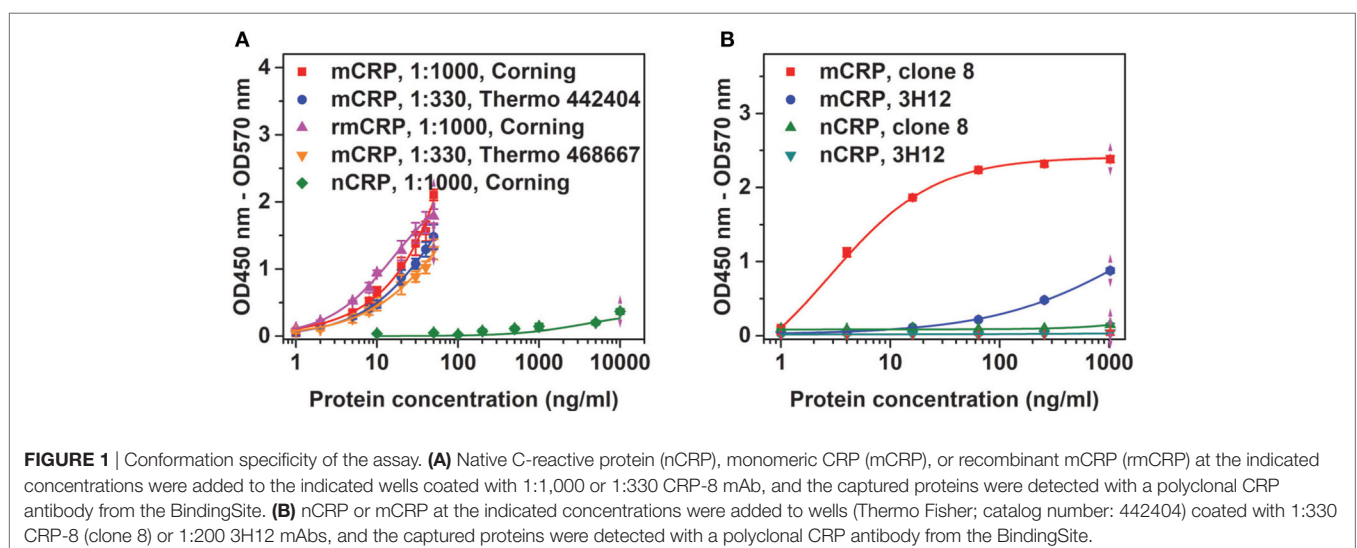 A
4
3
2
1
0
OD450 nm - OD570 nm
mCRP, 1:1000, Corning
mCRP, 1:330, Thermo 442404
rmCRP, 1:1000, Corning
mCRP, 1:330, Thermo 468667
nCRP, 1:1000, Corning
1 10 100 1000 10000
Protein concentration (ng/ml)
B
3
2
1
0
OD450 nm - OD570 nm
mCRP, clone 8
mCRP, 3H12
nCRP, clone 8
nCRP, 3H12
1 10 100 1000
Protein concentration (ng/ml)
FIGURE 1 | Conformation specificity of the assay. (A) Native C-reactive protein (nCRP), monomeric CRP (mCRP), or recombinant mCRP (rmCRP) at the indicated
concentrations were added to the indicated wells coated with 1:1,000 or 1:330 CRP-8 mAb, and the captured proteins were detected with a polyclonal CRP
antibody from the BindingSite. (B) nCRP or mCRP at the indicated concentrations were added to wells (Thermo Fisher; catalog number: 442404) coated with 1:330
CRP-8 (clone 8) or 1:200 3H12 mAbs, and the captured proteins were detected with a polyclonal CRP antibody from the BindingSite.